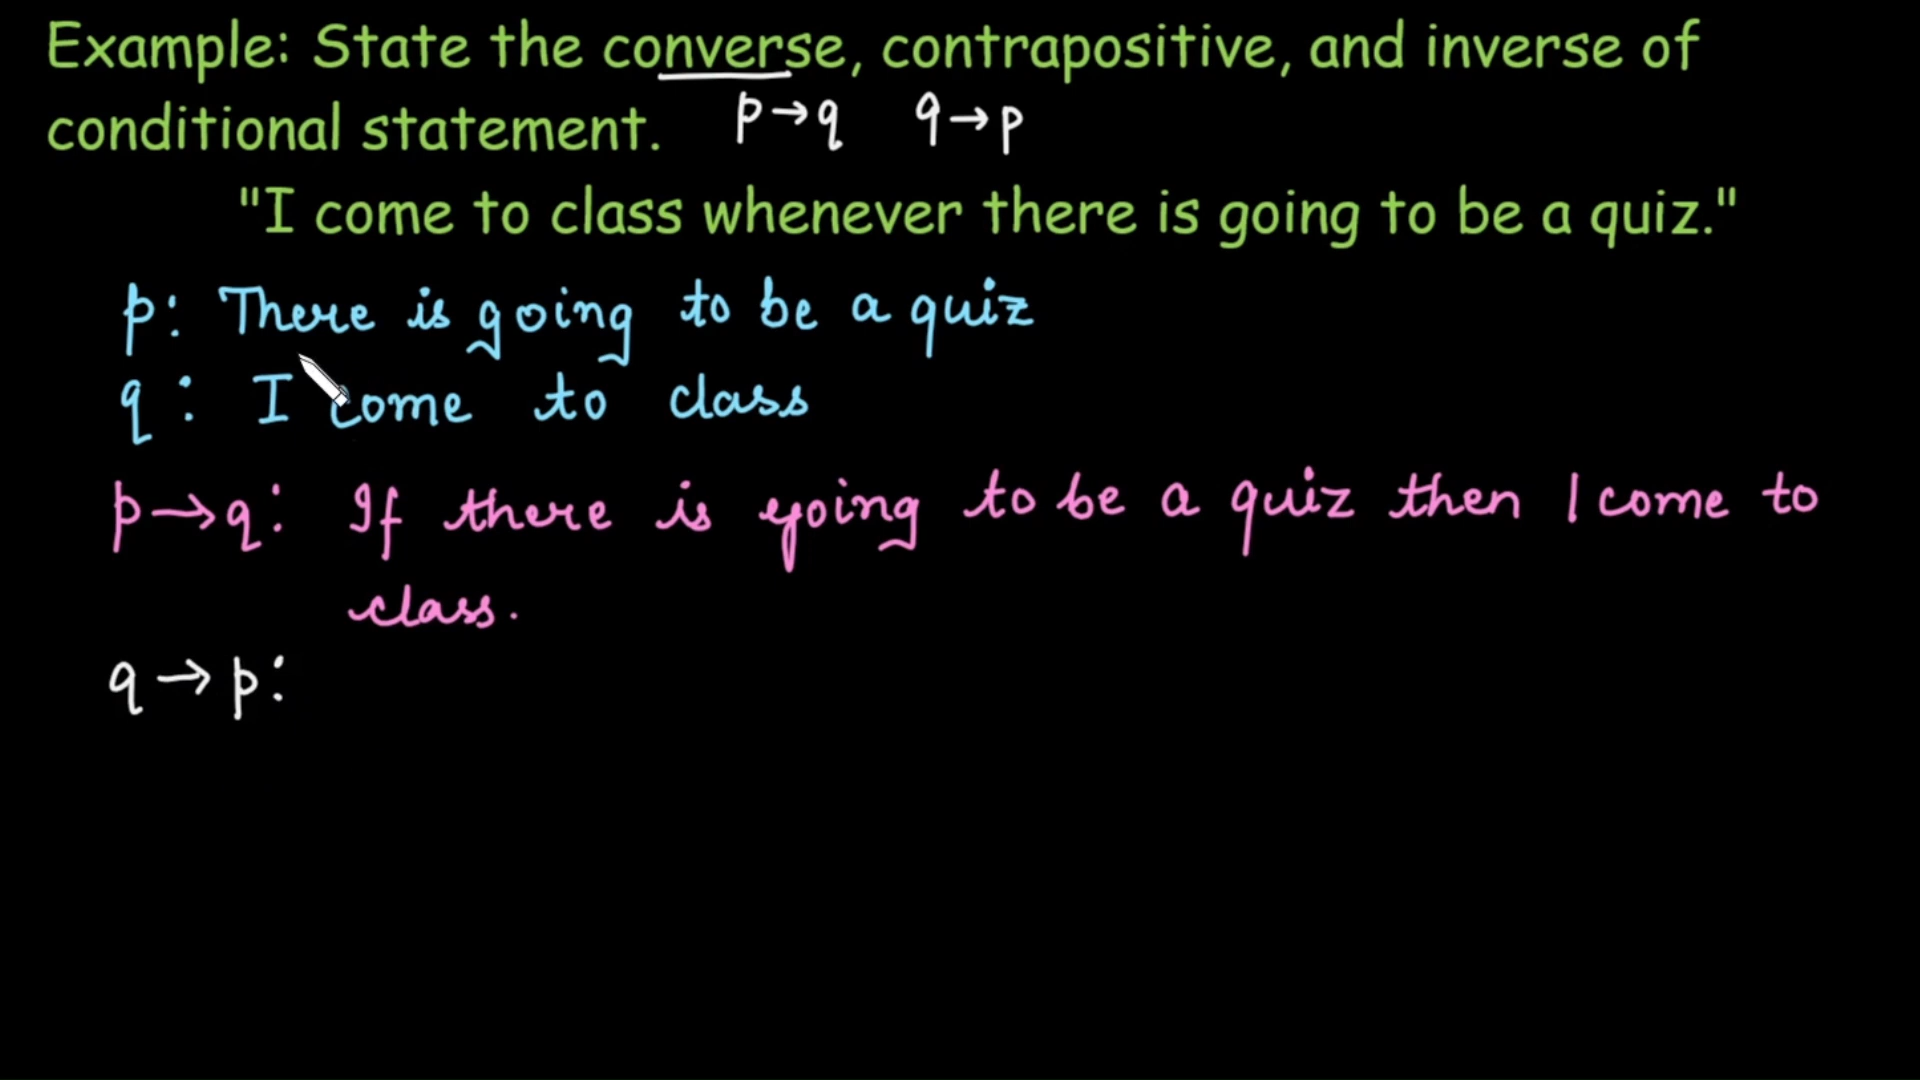 Example: State the converse, contrapositive, and inverse of
conditional statement. p→q q→p
"I come to class whenever there is going to be a quiz."
p: There is going to be a quiz
q: I come to class
p→q: If there is going to be a quiz then I come to
class.
q→p: